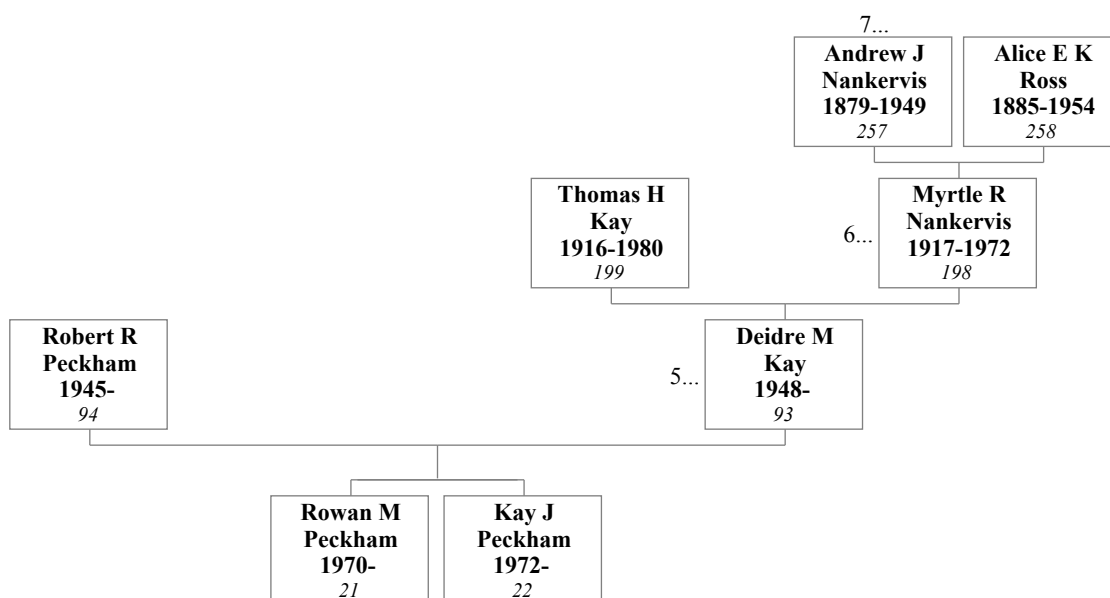 7...
Andrew J
Nankervis
1879-1949
257
Alice E K
Ross
1885-1954
258
Thomas H
Kay
1916-1980
199
6...
Myrtle R
Nankervis
1917-1972
198
Robert R
Peckham
1945-
94
5...
Deidre M
Kay
1948-
93
Rowan M
Peckham
1970-
21
Kay J
Peckham
1972-
22